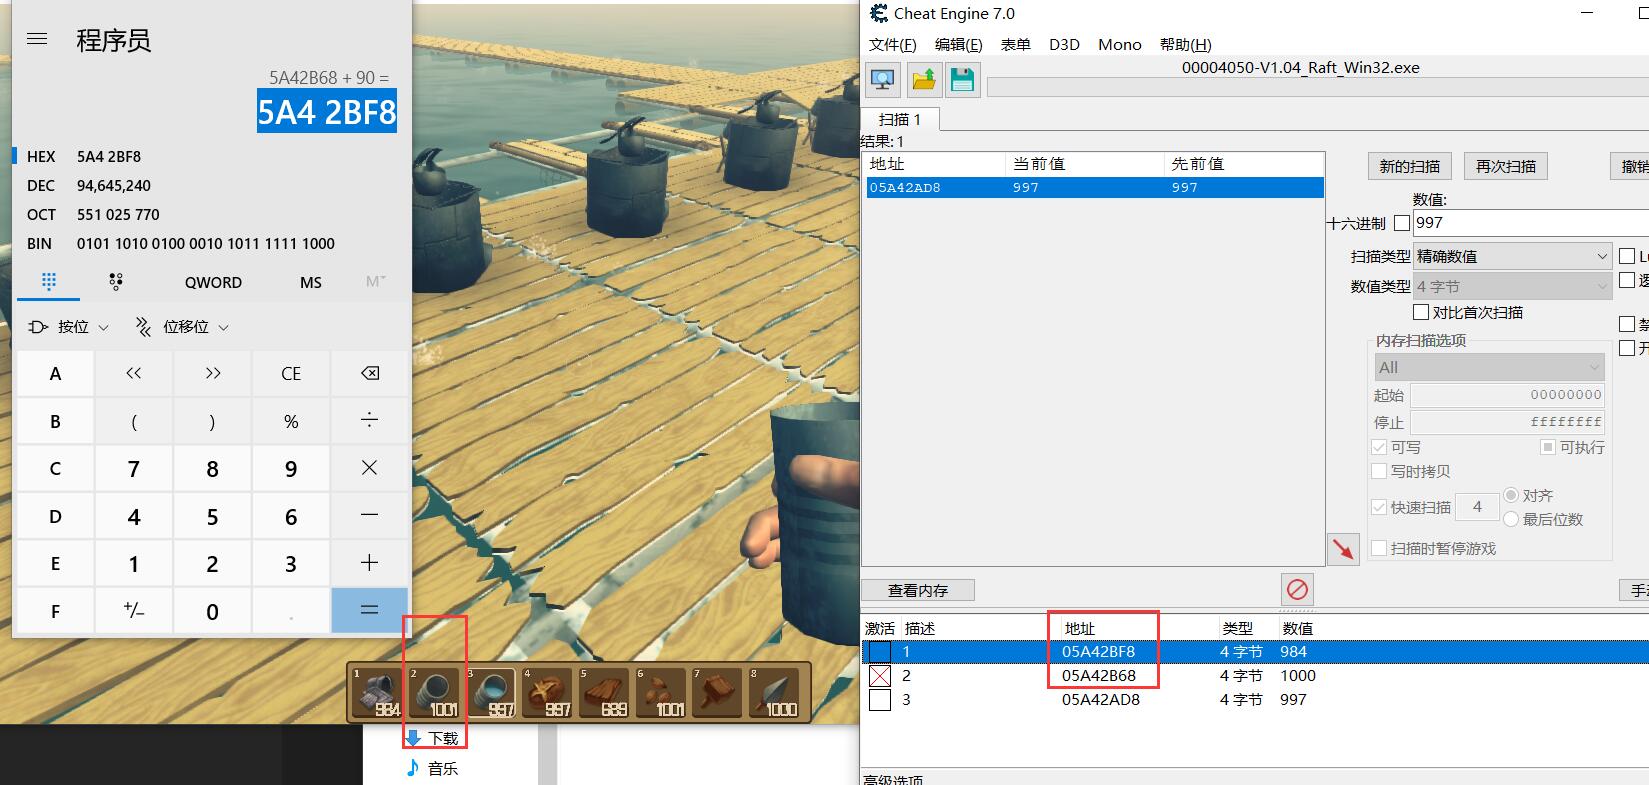 程序员
5A42B68 + 90 =
5A4 2BF8
HEX 5A4 2BF8
DEC 94,645,240
OCT 551 025 770
BIN 0101 1010 0100 0010 1011 1111 1000
QWORD MS M
按位 位移位
A << >> CE
B ( ) % ÷
C 7 8 9 ×
D 4 5 6 −
E 1 2 3 +
F +/− 0 . =
1 984
2 1001
3 997
4 997
5 689
6 1001
7
8 1000
下载
音乐
Cheat Engine 7.0
文件(F) 编辑(E) 表单 D3D Mono 帮助(H)
00004050-V1.04_Raft_Win32.exe
扫描 1
结果: 1
地址 当前值 先前值
05A42AD8 997 997
新的扫描 再次扫描 撤销
数值:
十六进制 997
扫描类型 精确数值
数值类型 4 字节
对比首次扫描
内存扫描选项
All
起始 00000000
停止 ffffffff
可写 可执行
写时拷贝
快速扫描 4 对齐
最后位数
扫描时暂停游戏
查看内存
激活 描述 地址 类型 数值
1 05A42BF8 4 字节 984
2 05A42B68 4 字节 1000
3 05A42AD8 4 字节 997
高级选项